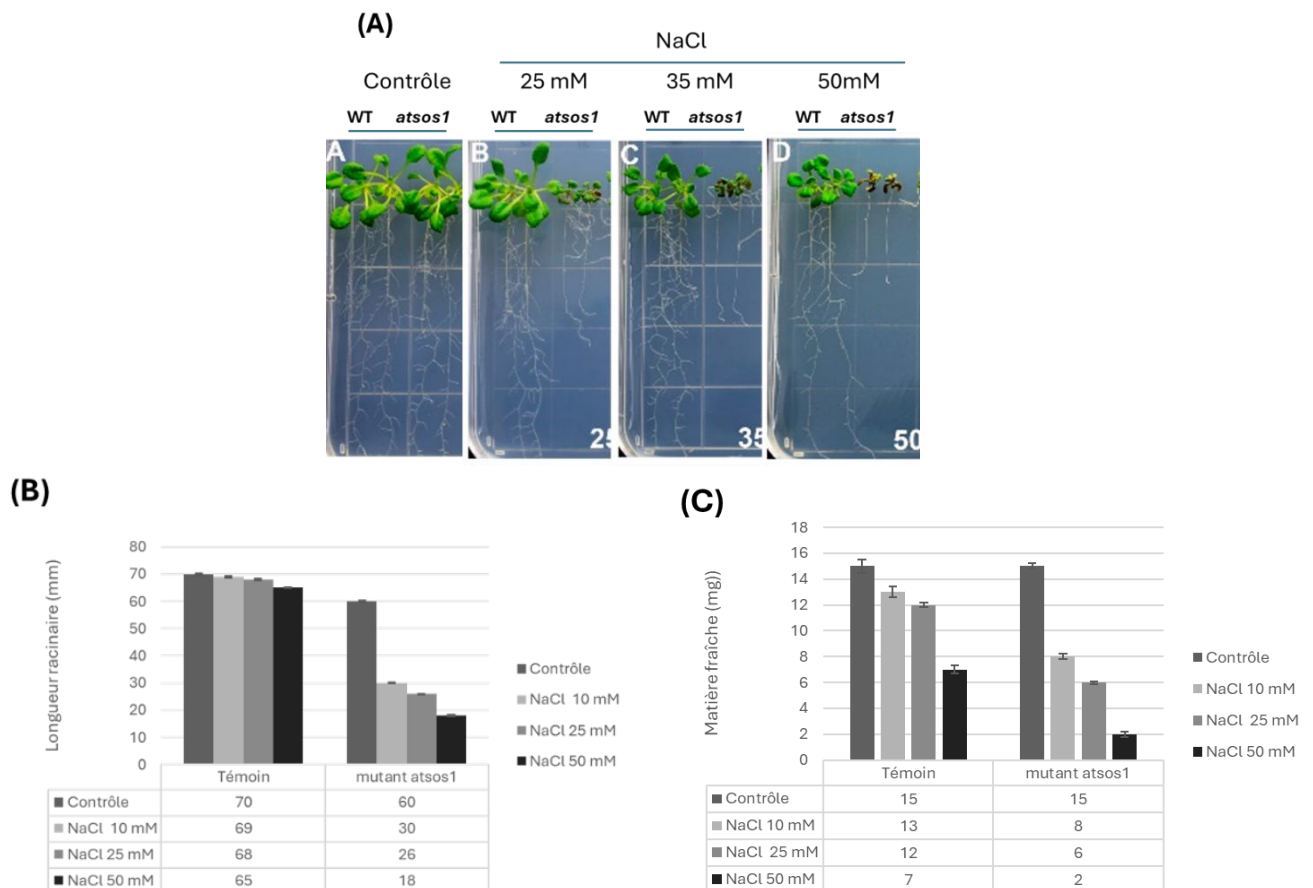 (A)
NaCl
Contrôle 25 mM 35 mM 50mM
WT atsos1 WT atsos1 WT atsos1 WT atsos1
A B C D
25 35 50
(B)
Longueur racinaire (mm)
80
70
60
50
40
30
20
10
0
Témoin mutant atsos1
Contrôle 70 60
NaCl 10 mM 69 30
NaCl 25 mM 68 26
NaCl 50 mM 65 18
Contrôle
NaCl 10 mM
NaCl 25 mM
NaCl 50 mM
(C)
Matière fraîche (mg))
18
16
14
12
10
8
6
4
2
0
Témoin mutant atsos1
Contrôle 15 15
NaCl 10 mM 13 8
NaCl 25 mM 12 6
NaCl 50 mM 7 2
Contrôle
NaCl 10 mM
NaCl 25 mM
NaCl 50 mM